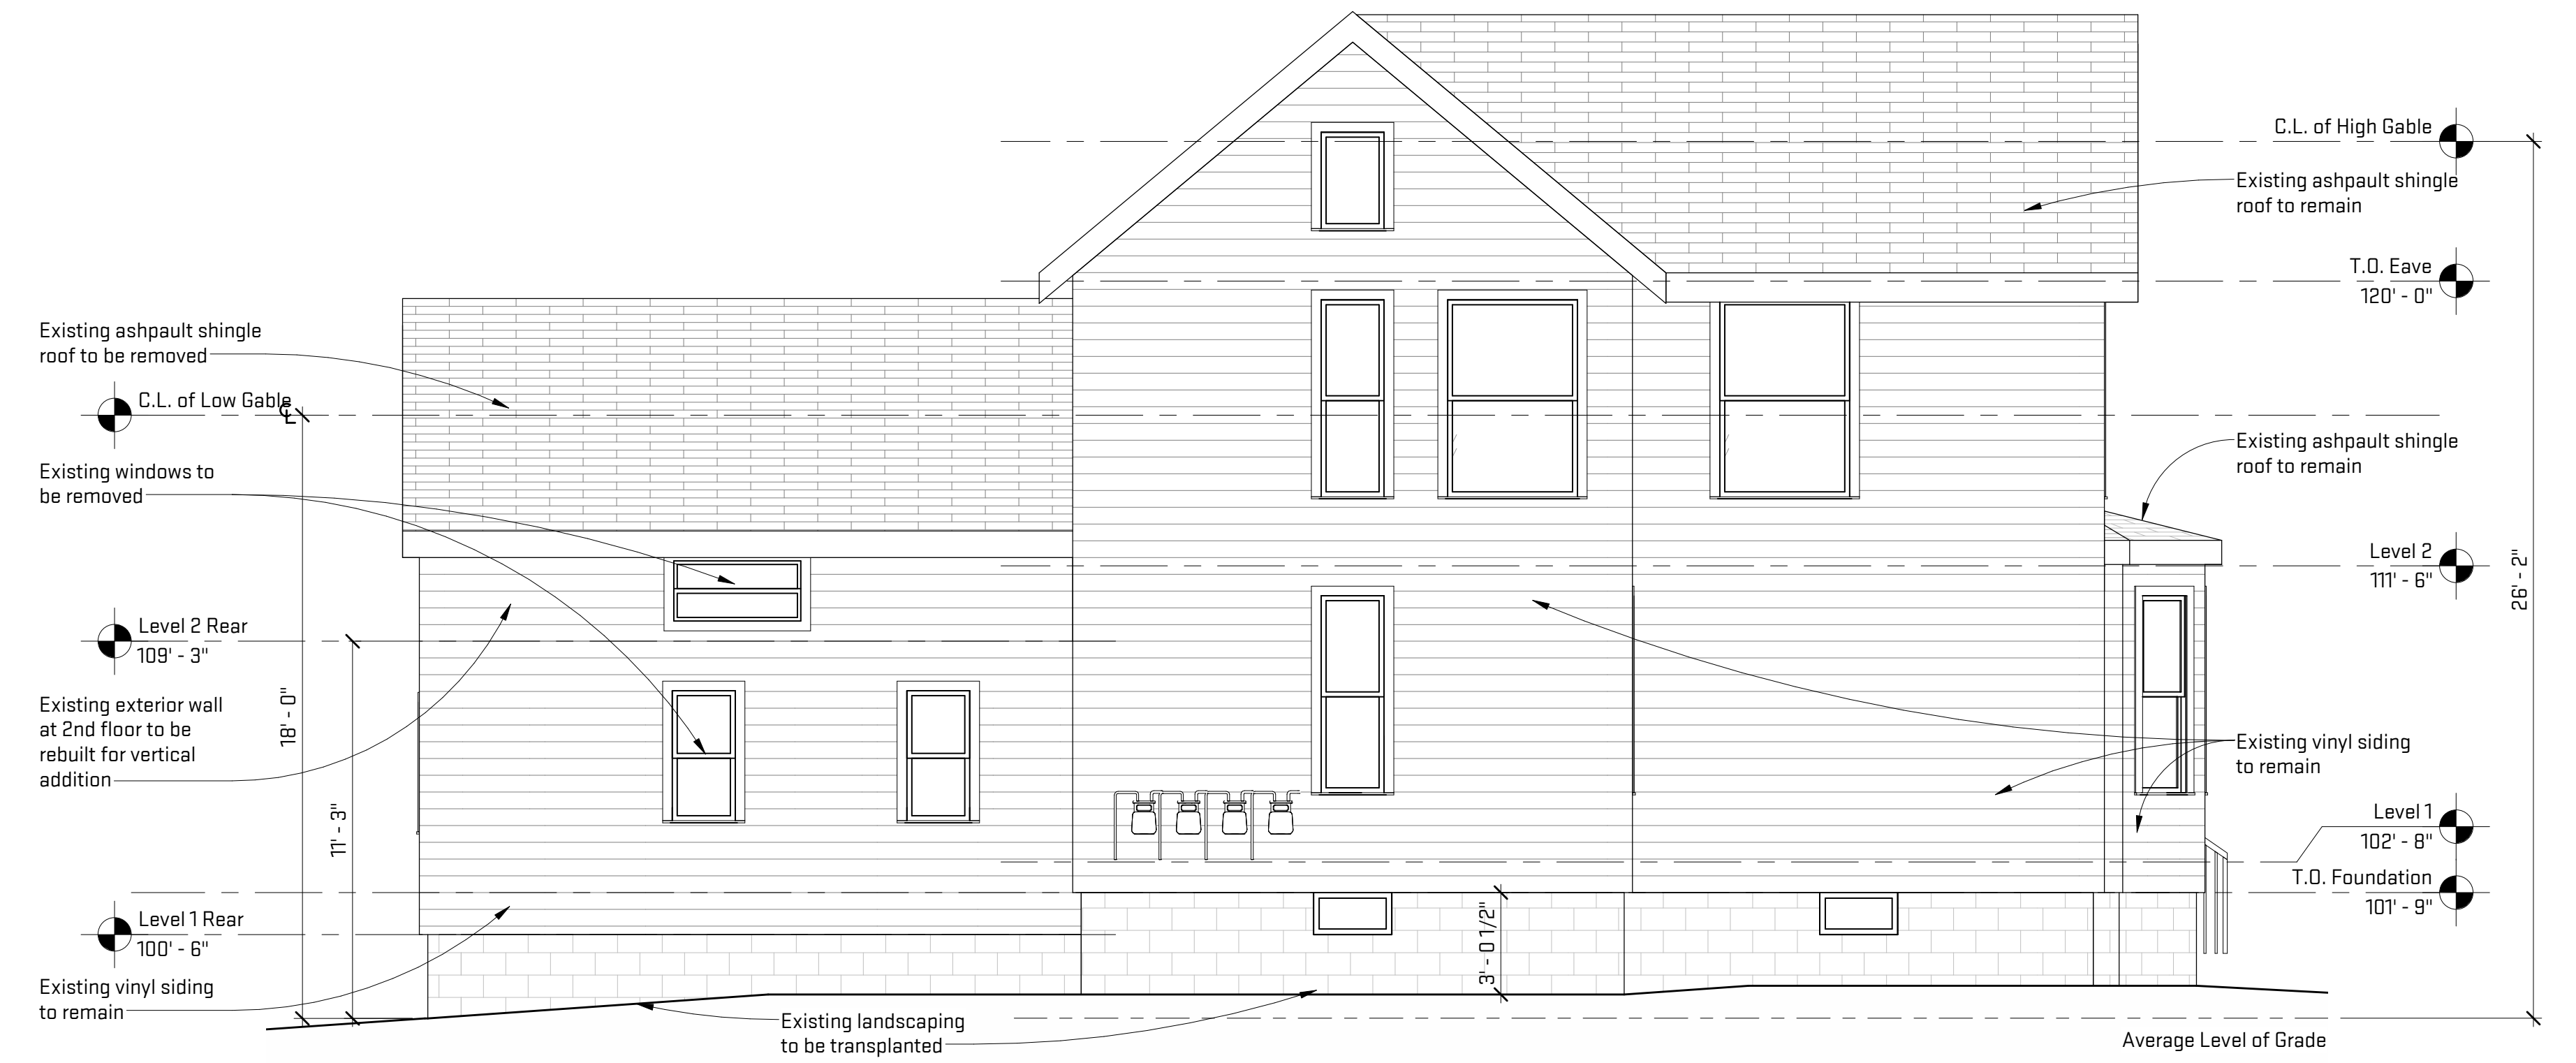 C.L. of High Gable
Existing ashpault shingle
roof to remain
T.O. Eave
120' - 0"
Existing ashpault shingle
roof to be removed
C.L. of Low Gable
℄
Existing ashpault shingle
roof to remain
Existing windows to
be removed
Level 2
111' - 6"
26' - 2"
Level 2 Rear
109' - 3"
18' - 0"
Existing exterior wall
at 2nd floor to be
rebuilt for vertical
addition
Existing vinyl siding
to remain
11' - 3"
Level 1
102' - 8"
T.O. Foundation
101' - 9"
Level 1 Rear
100' - 6"
3' - 0 1/2"
Existing vinyl siding
to remain
Existing landscaping
to be transplanted
Average Level of Grade